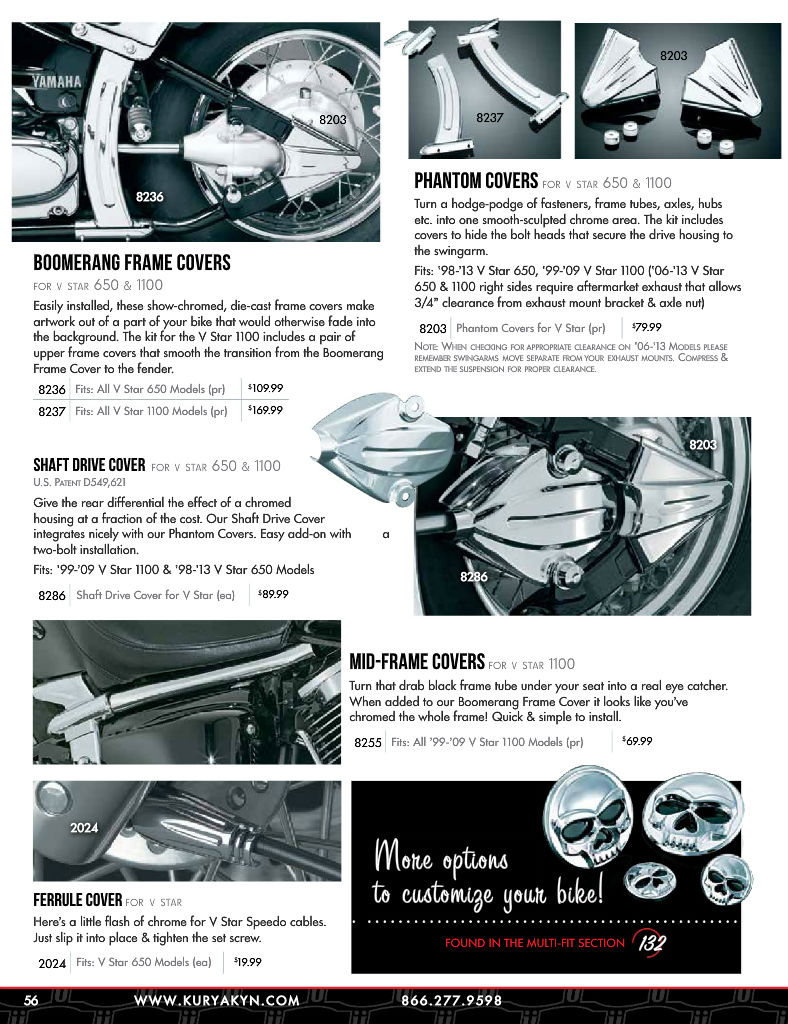 YAMAHA
8203
8236
8237
8203
BOOMERANG FRAME COVERS
FOR V STAR 650 & 1100
Easily installed, these show-chromed, die-cast frame covers make
artwork out of a part of your bike that would otherwise fade into
the background. The kit for the V Star 1100 includes a pair of
upper frame covers that smooth the transition from the Boomerang
Frame Cover to the fender.
8236 Fits: All V Star 650 Models (pr) $109.99
8237 Fits: All V Star 1100 Models (pr) $169.99
PHANTOM COVERS FOR V STAR 650 & 1100
Turn a hodge-podge of fasteners, frame tubes, axles, hubs
etc. into one smooth-sculpted chrome area. The kit includes
covers to hide the bolt heads that secure the drive housing to
the swingarm.
Fits: '98-'13 V Star 650, '99-'09 V Star 1100 ('06-'13 V Star
650 & 1100 right sides require aftermarket exhaust that allows
3/4" clearance from exhaust mount bracket & axle nut)
8203 Phantom Covers for V Star (pr) $79.99
NOTE: WHEN CHECKING FOR APPROPRIATE CLEARANCE ON '06-'13 MODELS PLEASE
REMEMBER SWINGARMS MOVE SEPARATE FROM YOUR EXHAUST MOUNTS. COMPRESS &
EXTEND THE SUSPENSION FOR PROPER CLEARANCE.
SHAFT DRIVE COVER FOR V STAR 650 & 1100
U.S. PATENT D549,621
Give the rear differential the effect of a chromed
housing at a fraction of the cost. Our Shaft Drive Cover
integrates nicely with our Phantom Covers. Easy add-on with a
two-bolt installation.
Fits: '99-'09 V Star 1100 & '98-'13 V Star 650 Models
8286 Shaft Drive Cover for V Star (ea) $89.99
8203
8286
MID-FRAME COVERS FOR V STAR 1100
Turn that drab black frame tube under your seat into a real eye catcher.
When added to our Boomerang Frame Cover it looks like you've
chromed the whole frame! Quick & simple to install.
8255 Fits: All '99-'09 V Star 1100 Models (pr) $69.99
2024
FERRULE COVER FOR V STAR
Here's a little flash of chrome for V Star Speedo cables.
Just slip it into place & tighten the set screw.
2024 Fits: V Star 650 Models (ea) $19.99
More options
to customize your bike!
FOUND IN THE MULTI-FIT SECTION 132
56 WWW.KURYAKYN.COM 866.277.9598